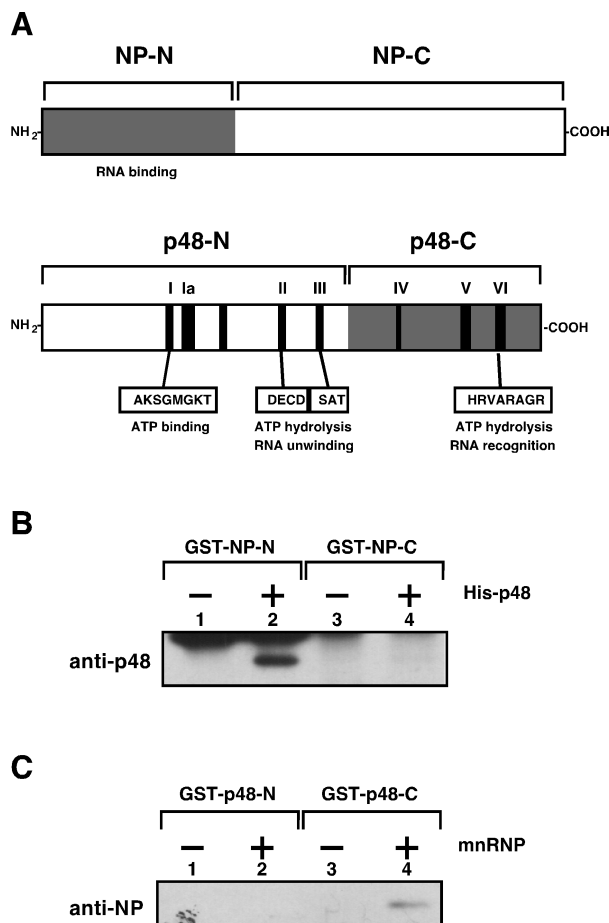 A
NP-N NP-C
NH2- -COOH
RNA binding
p48-N p48-C
I Ia II III IV V VI
NH2- -COOH
AKSGMGKT DECD SAT HRVARAGR
ATP binding ATP hydrolysis ATP hydrolysis
RNA unwinding RNA recognition
B
GST-NP-N GST-NP-C
− + − + His-p48
1 2 3 4
anti-p48
C
GST-p48-N GST-p48-C
− + − + mnRNP
1 2 3 4
anti-NP